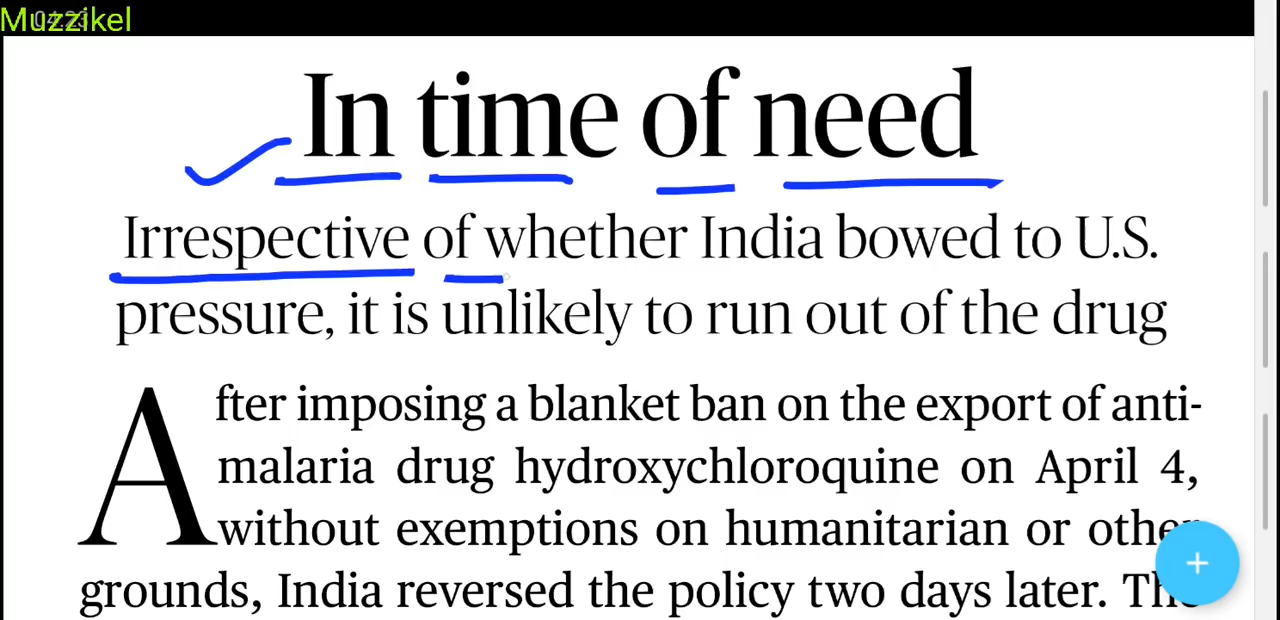 Muzzikel
In time of need
Irrespective of whether India bowed to U.S.
pressure, it is unlikely to run out of the drug
After imposing a blanket ban on the export of anti-
malaria drug hydroxychloroquine on April 4,
without exemptions on humanitarian or other
grounds, India reversed the policy two days later. The